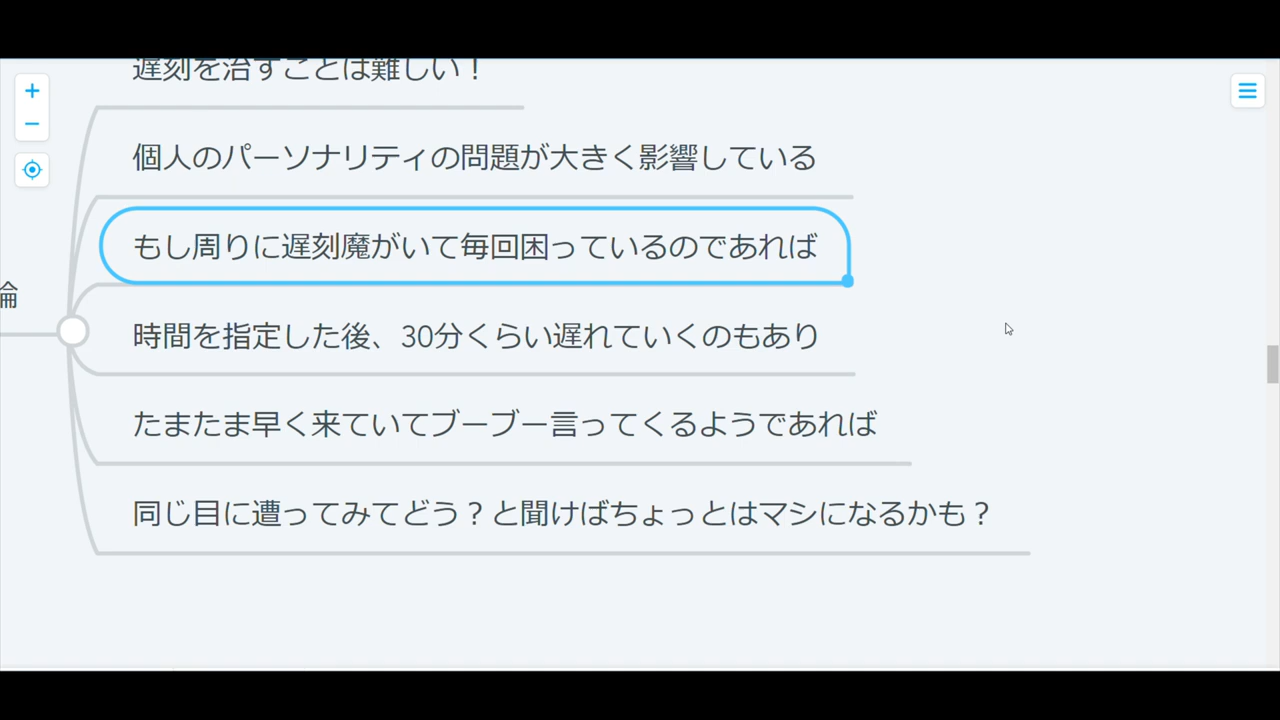 遅刻を治すことは難しい！
個人のパーソナリティの問題が大きく影響している
もし周りに遅刻魔がいて毎回困っているのであれば
論
時間を指定した後、30分くらい遅れていくのもあり
たまたま早く来ていてブーブー言ってくるようであれば
同じ目に遭ってみてどう？と聞けばちょっとはマシになるかも？